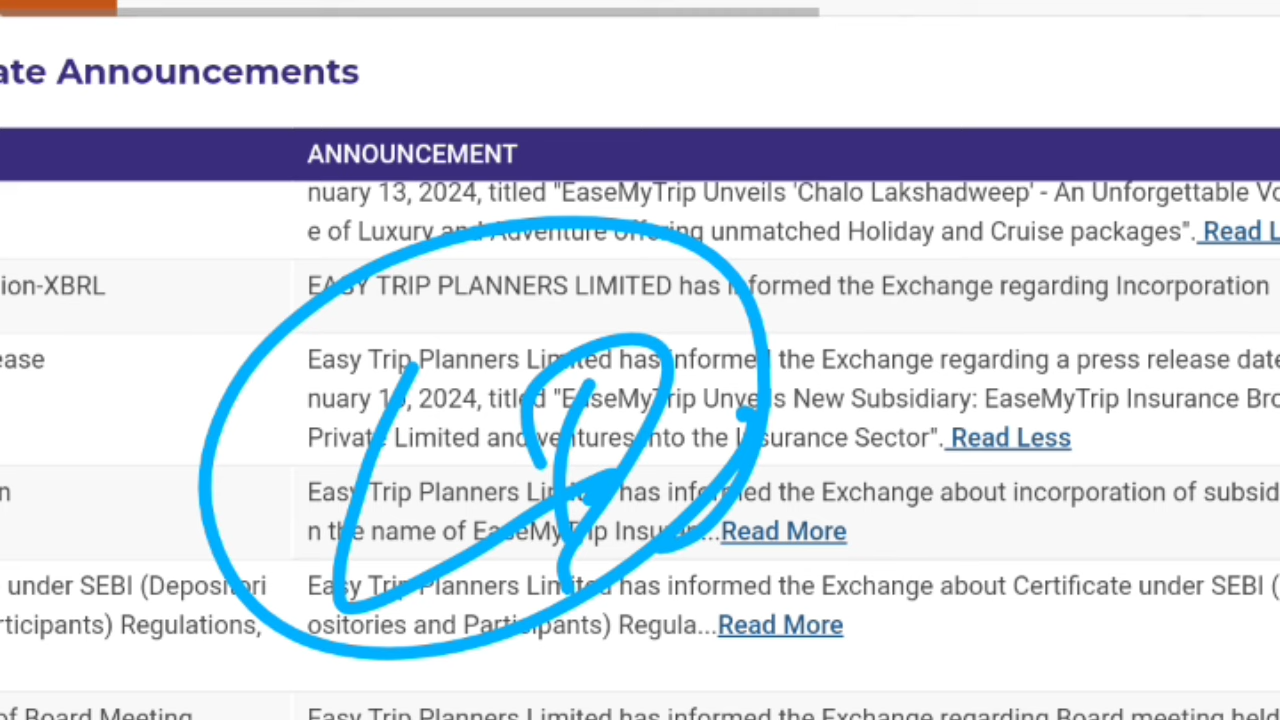 ate Announcements
ANNOUNCEMENT
nuary 13, 2024, titled "EaseMyTrip Unveils 'Chalo Lakshadweep' - An Unforgettable Vo
e of Luxury and Adventure offering unmatched Holiday and Cruise packages". Read L
ion-XBRL
EASY TRIP PLANNERS LIMITED has informed the Exchange regarding Incorporation
ease
Easy Trip Planners Limited has informed the Exchange regarding a press release date
nuary 1 , 2024, titled "EaseMyTrip Unveils New Subsidiary: EaseMyTrip Insurance Bro
Private Limited and ventures into the Insurance Sector". Read Less
n
Easy Trip Planners Limited has informed the Exchange about incorporation of subsid
n the name of EaseMyTrip Insuran...Read More
under SEBI (Depositori
rticipants) Regulations,
Easy Trip Planners Limited has informed the Exchange about Certificate under SEBI (
ositories and Participants) Regula...Read More
of Board Meeting
Easy Trip Planners Limited has informed the Exchange regarding Board meeting held